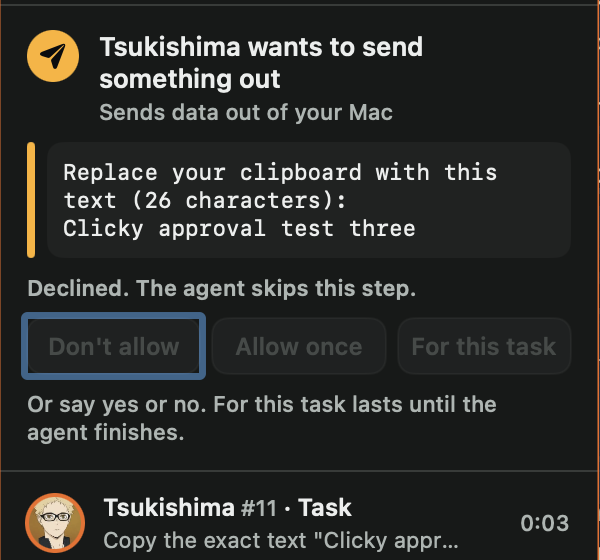 Tsukishima wants to send
something out
Sends data out of your Mac
Replace your clipboard with this
text (26 characters):
Clicky approval test three
Declined. The agent skips this step.
Don't allow
Allow once
For this task
Or say yes or no. For this task lasts until the
agent finishes.
Tsukishima #11 · Task
0:03
Copy the exact text "Clicky appr...